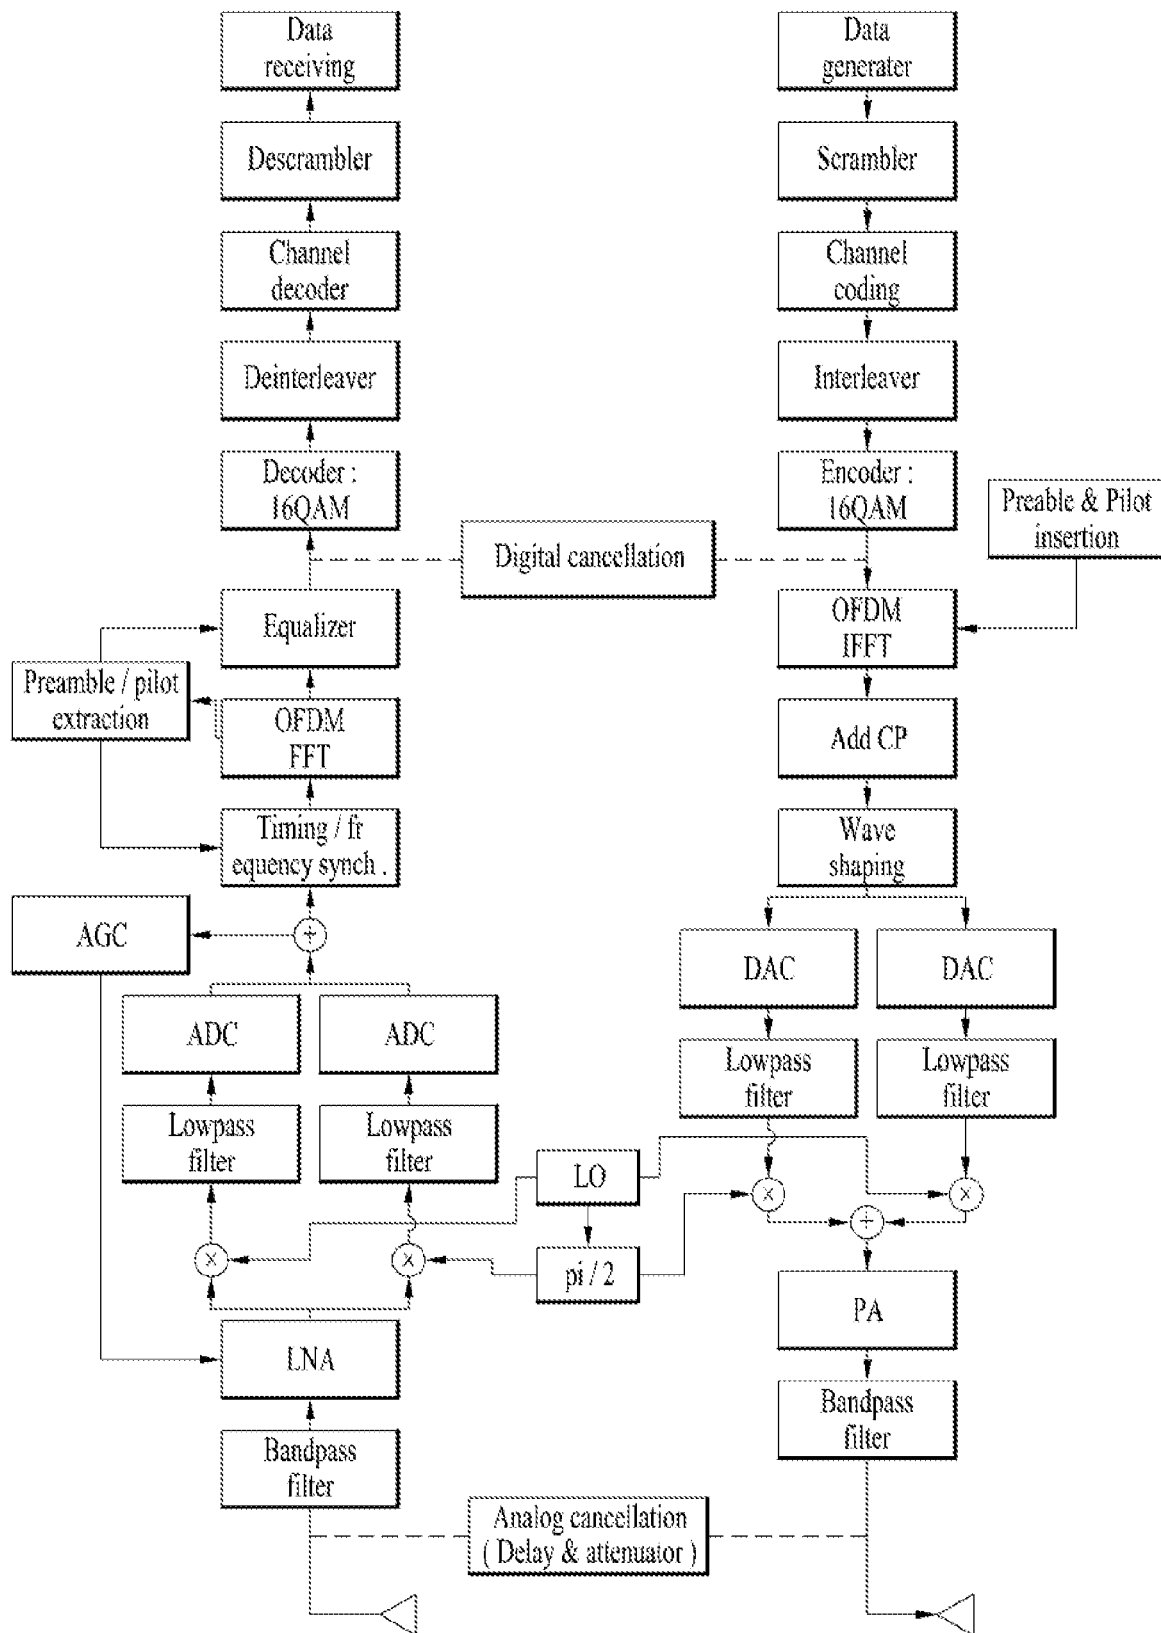 Data
receiving
Data
generater
Descrambler
Scrambler
Channel
decoder
Channel
coding
Deinterleaver
Interleaver
Decoder :
16QAM
Encoder :
16QAM
Preable & Pilot
insertion
Digital cancellation
Equalizer
OFDM
IFFT
Preamble / pilot
extraction
OFDM
FFT
Add CP
Timing / fr
equency synch .
Wave
shaping
AGC
+
DAC
DAC
ADC
ADC
Lowpass
filter
Lowpass
filter
Lowpass
filter
Lowpass
filter
LO
×
×
+
×
×
pi / 2
PA
LNA
Bandpass
filter
Bandpass
filter
Analog cancellation
( Delay & attenuator )